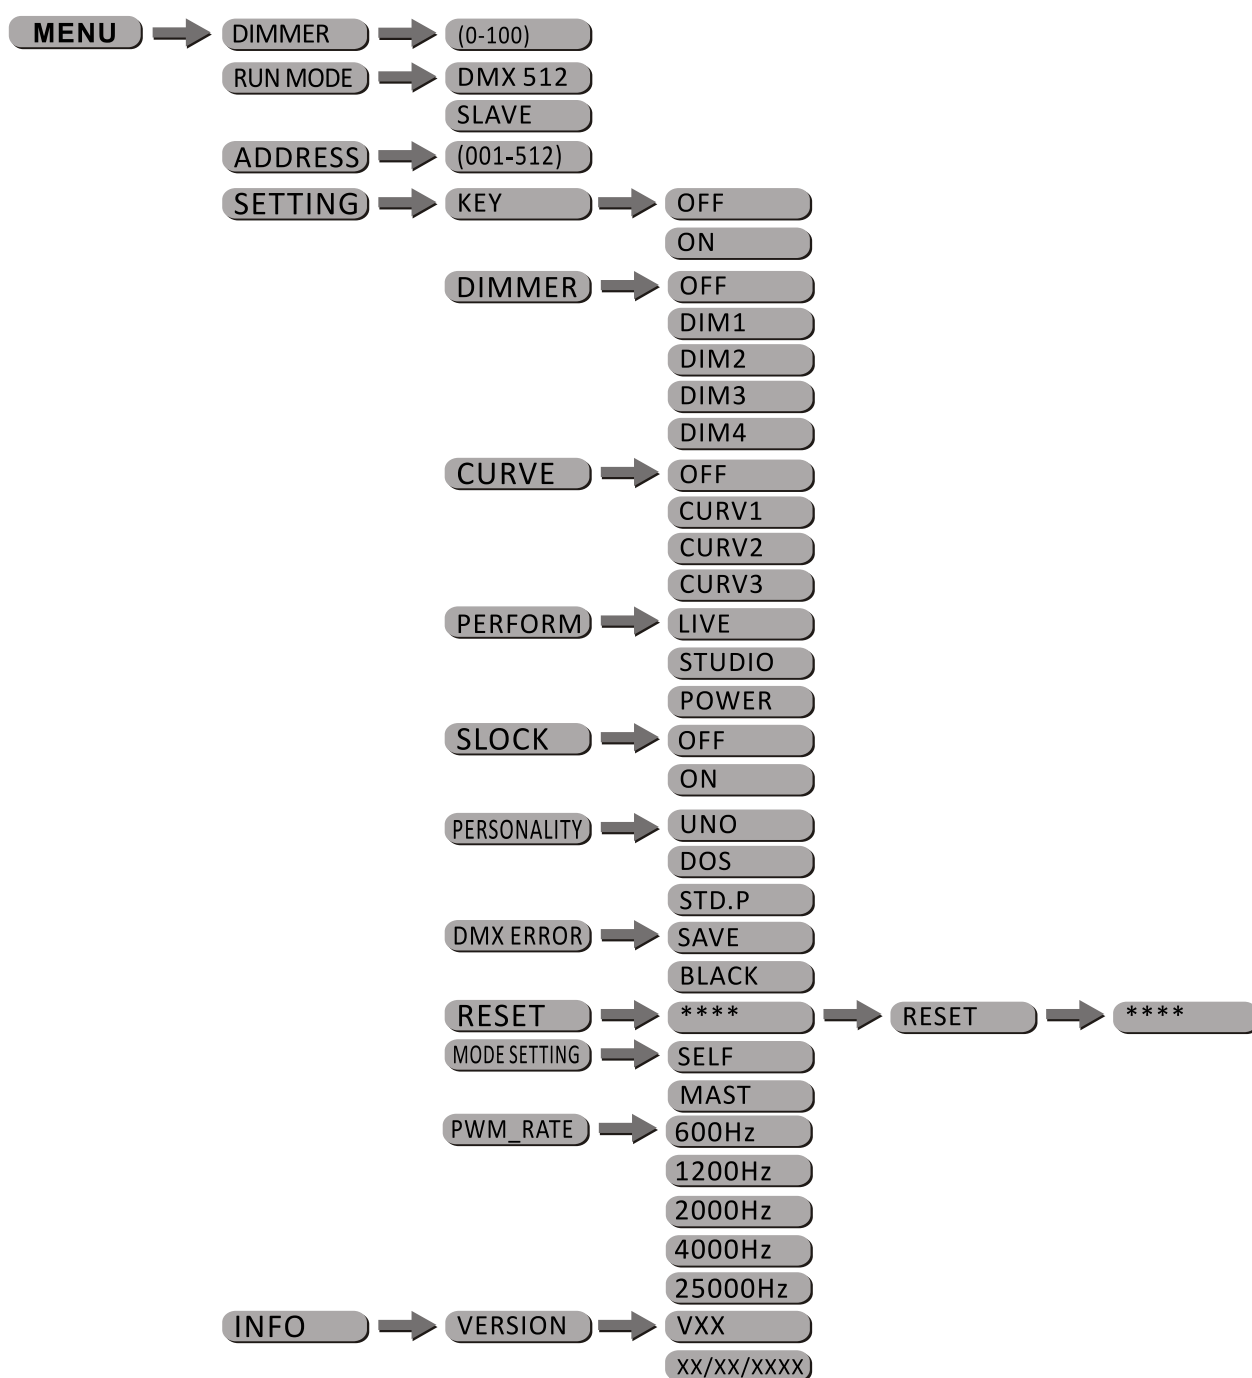 MENU DIMMER (0-100)
RUN MODE DMX 512
SLAVE
ADDRESS (001-512)
SETTING KEY OFF
ON
DIMMER OFF
DIM1
DIM2
DIM3
DIM4
CURVE OFF
CURV1
CURV2
CURV3
PERFORM LIVE
STUDIO
POWER
SLOCK OFF
ON
PERSONALITY UNO
DOS
STD.P
DMX ERROR SAVE
BLACK
RESET **** RESET ****
MODE SETTING SELF
MAST
PWM_RATE 600Hz
1200Hz
2000Hz
4000Hz
25000Hz
INFO VERSION VXX
XX/XX/XXXX